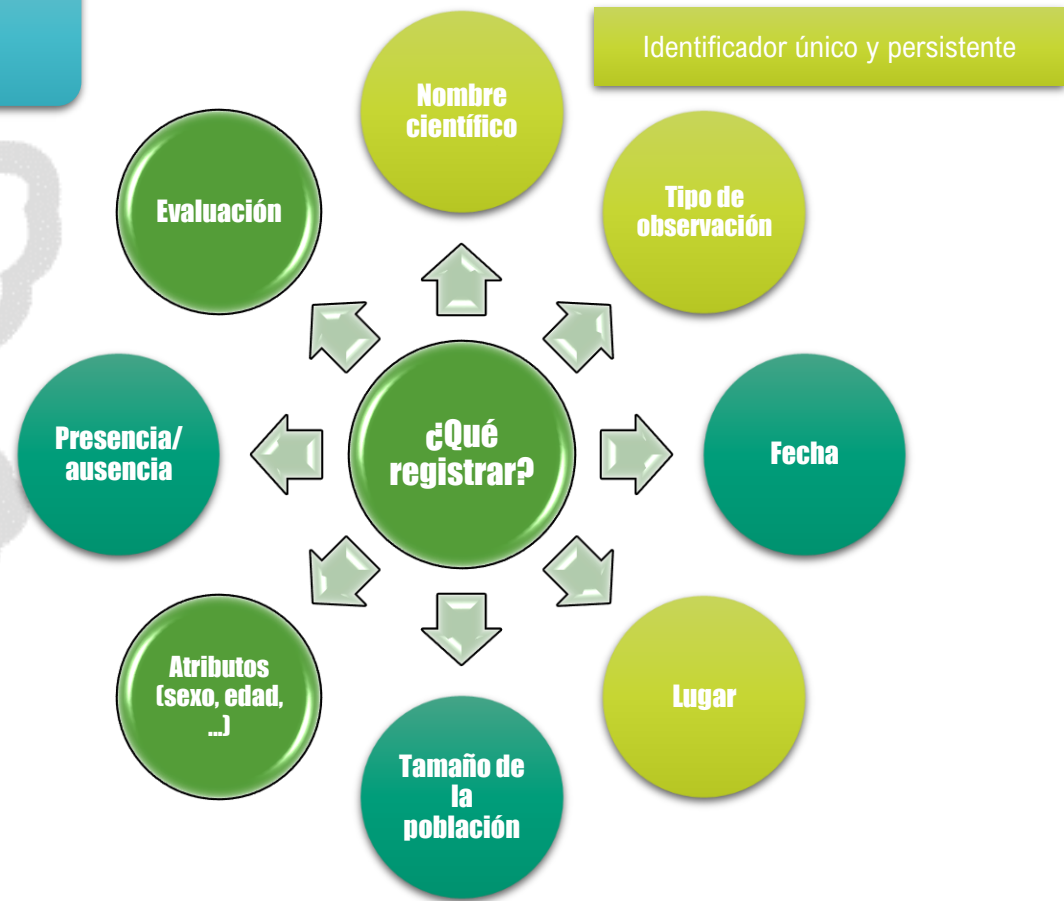 Identificador único y persistente
Nombre
científico
Tipo de
observación
Fecha
Lugar
Tamaño de
la
población
Atributos
(sexo, edad,
...)
Presencia/
ausencia
Evaluación
¿Qué
registrar?